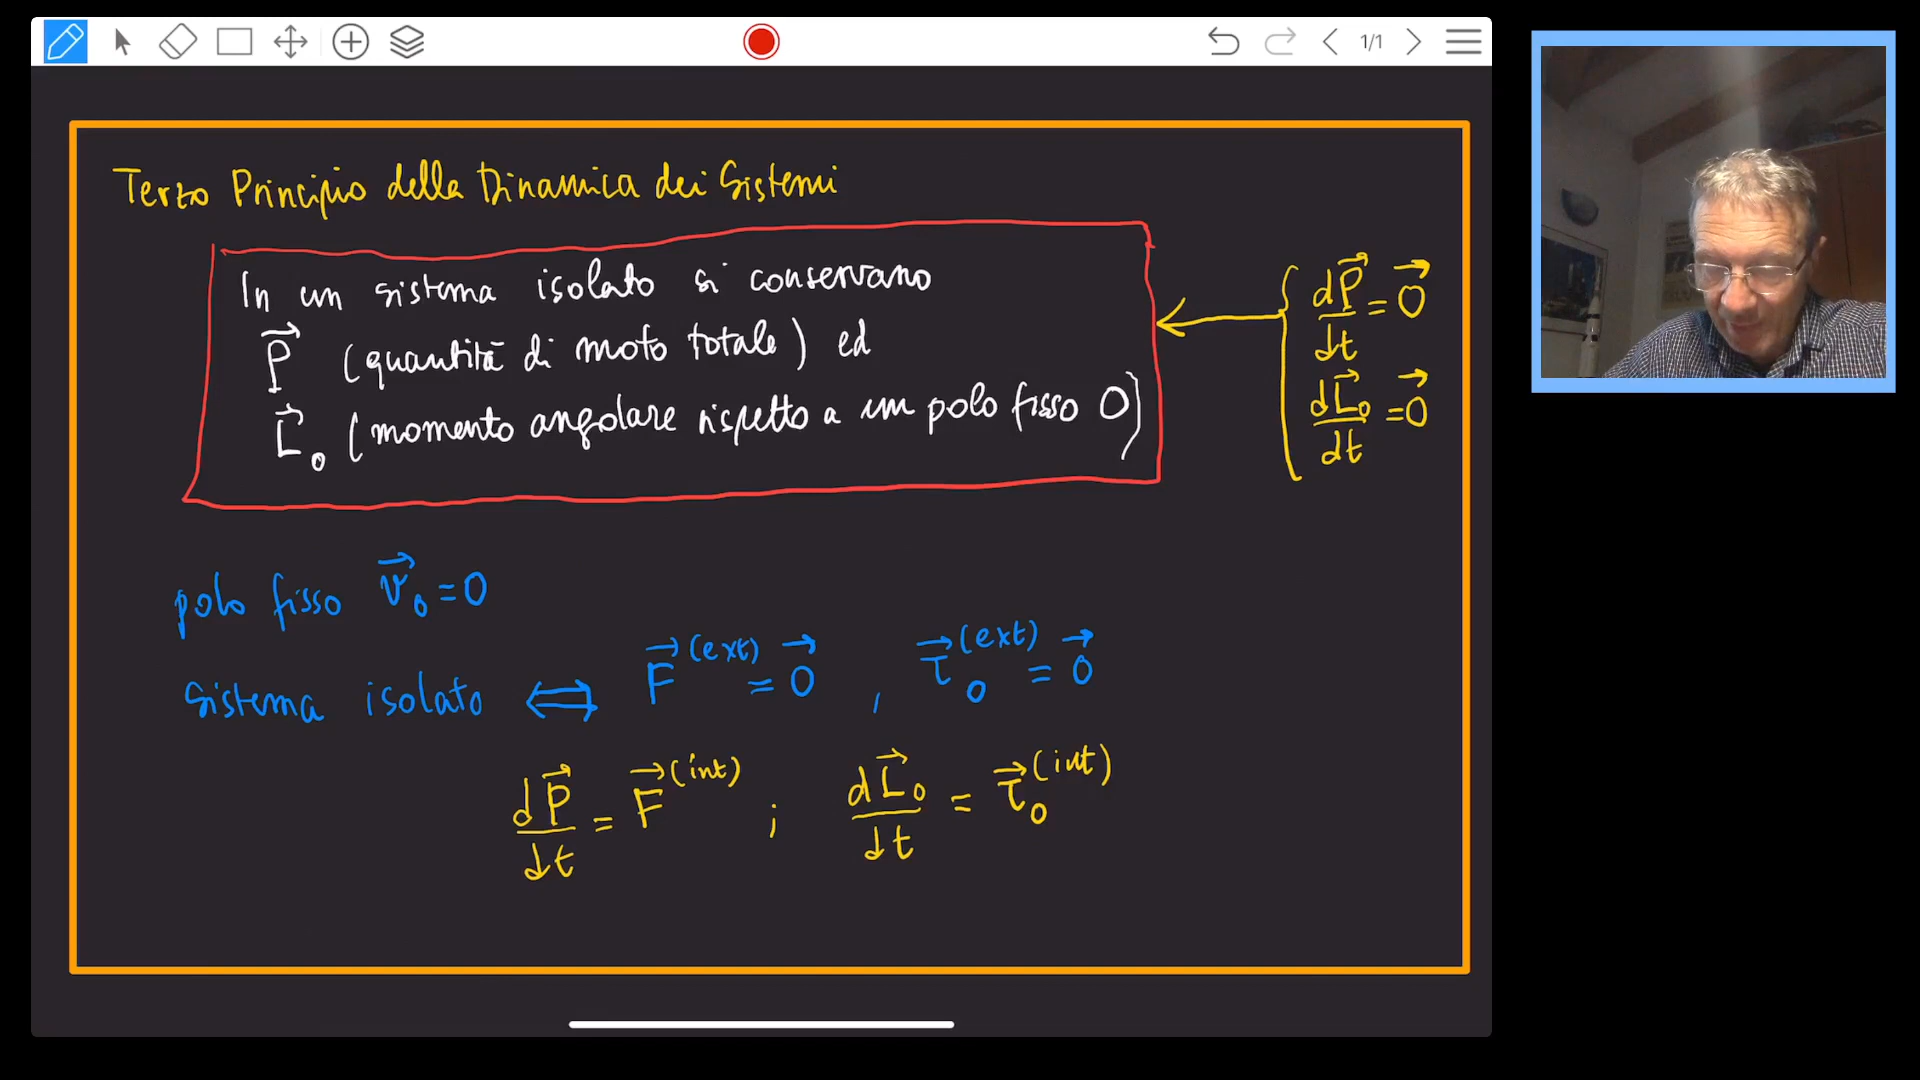 1/1
Terzo Principio della Dinamica dei Sistemi
In un sistema isolato si conservano
P⃗ (quantità di moto totale) ed
L⃗₀ (momento angolare rispetto a un polo fisso O)
dP⃗/dt = 0⃗
dL⃗₀/dt = 0⃗
polo fisso v⃗₀ = 0
sistema isolato ⟺ F⃗^(ext) = 0⃗ , τ⃗₀^(ext) = 0⃗
dP⃗/dt = F⃗^(int) ; dL⃗₀/dt = τ⃗₀^(int)